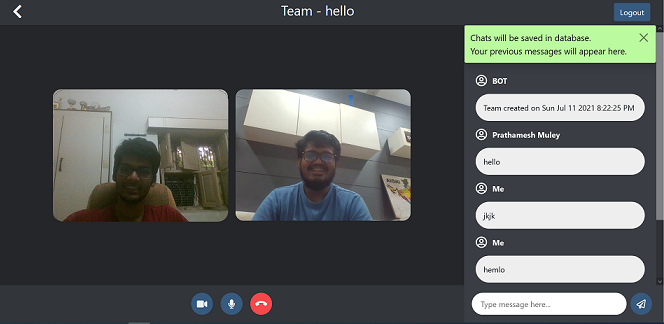 Team - hello
Logout
Chats will be saved in database.
Your previous messages will appear here.
BOT
Team created on Sun Jul 11 2021 8:22:25 PM
Prathamesh Muley
hello
Me
jkjk
Me
hemlo
Type message here...